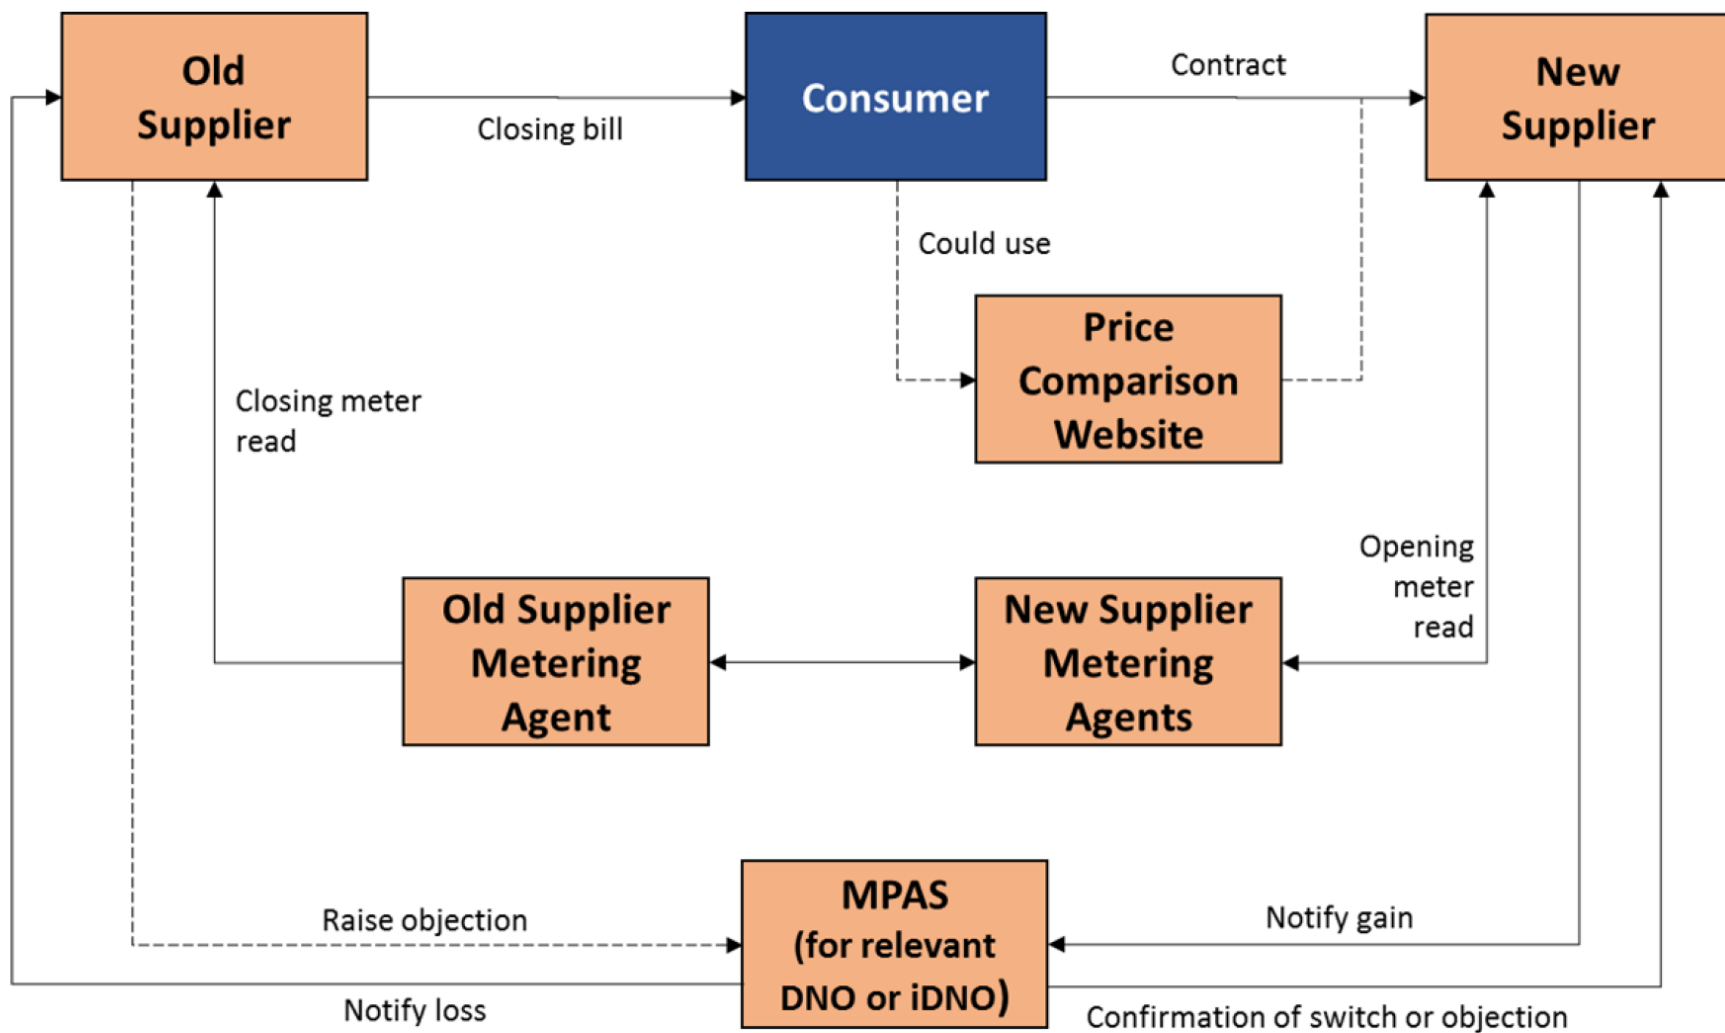 Old
Supplier
Closing bill
Consumer
Contract
New
Supplier
Could use
Price
Comparison
Website
Closing meter
read
Opening
meter
read
Old Supplier
Metering
Agent
New Supplier
Metering
Agents
MPAS
(for relevant
DNO or iDNO)
Raise objection
Notify loss
Notify gain
Confirmation of switch or objection